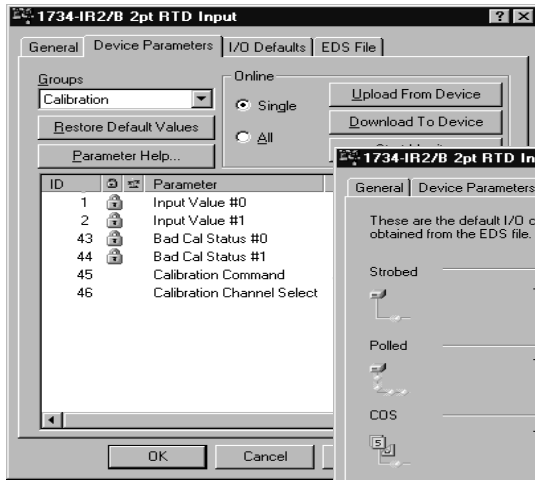 1734-IR2/B 2pt RTD Input
General Device Parameters I/O Defaults EDS File
Groups
Calibration
Restore Default Values
Parameter Help...
Online
Single
All
Upload From Device
Download To Device
ID Parameter
1 Input Value #0
2 Input Value #1
43 Bad Cal Status #0
44 Bad Cal Status #1
45 Calibration Command
46 Calibration Channel Select
OK Cancel
1734-IR2/B 2pt RTD In
General Device Parameters
These are the default I/O c
obtained from the EDS file.
Strobed
Polled
COS